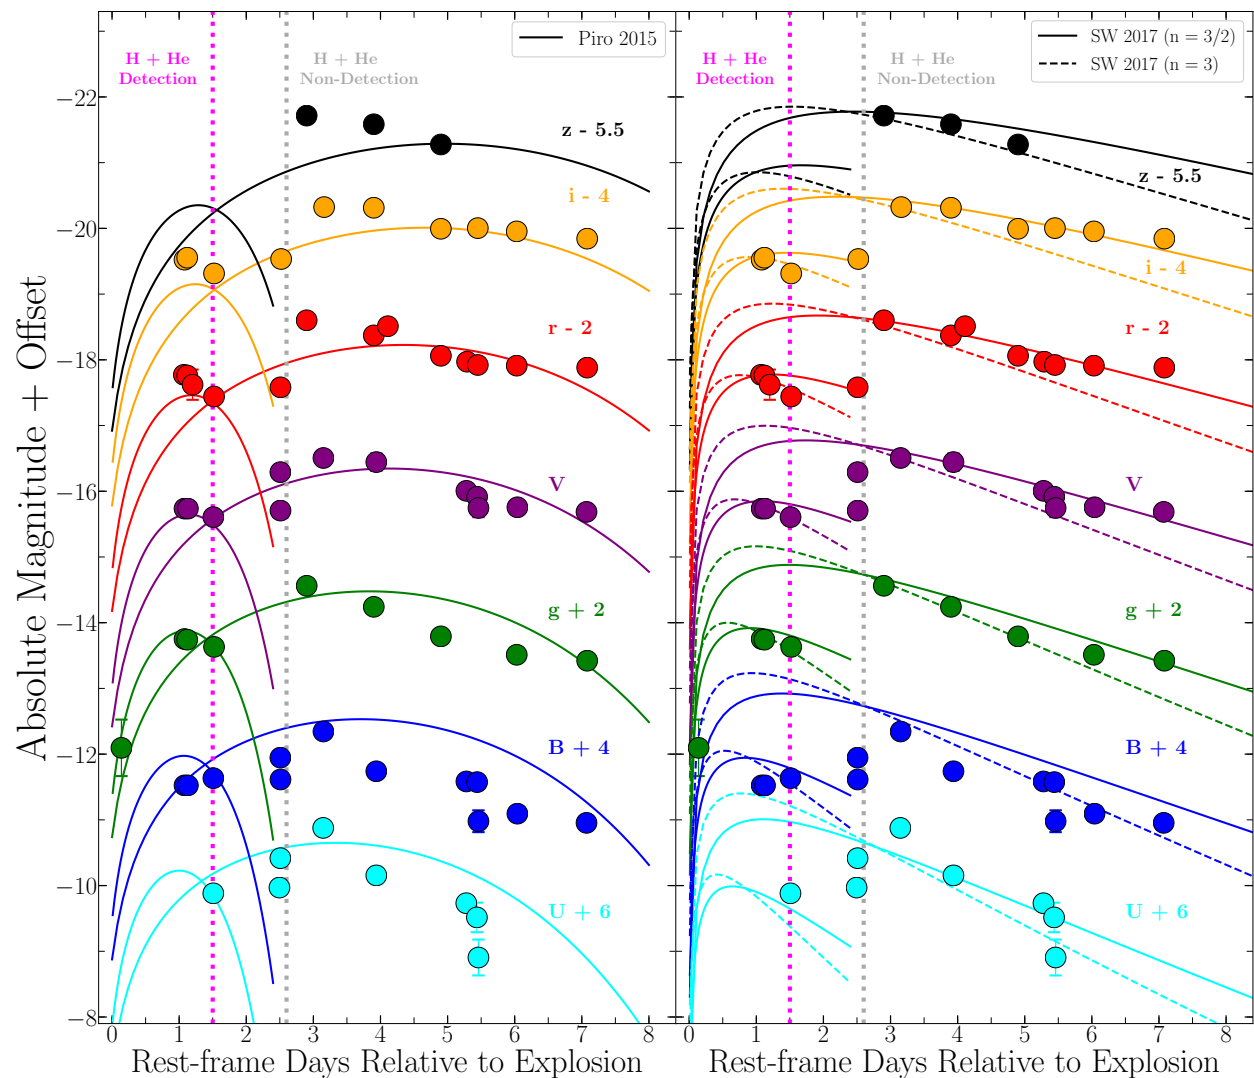 Absolute Magnitude + Offset
Piro 2015
H + He
Detection
H + He
Non-Detection
z - 5.5
i - 4
r - 2
V
g + 2
B + 4
U + 6
−22
−20
−18
−16
−14
−12
−10
−8
0 1 2 3 4 5 6 7 8
Rest-frame Days Relative to Explosion
SW 2017 (n = 3/2)
SW 2017 (n = 3)
H + He
Detection
H + He
Non-Detection
z - 5.5
i - 4
r - 2
V
g + 2
B + 4
U + 6
0 1 2 3 4 5 6 7 8
Rest-frame Days Relative to Explosion